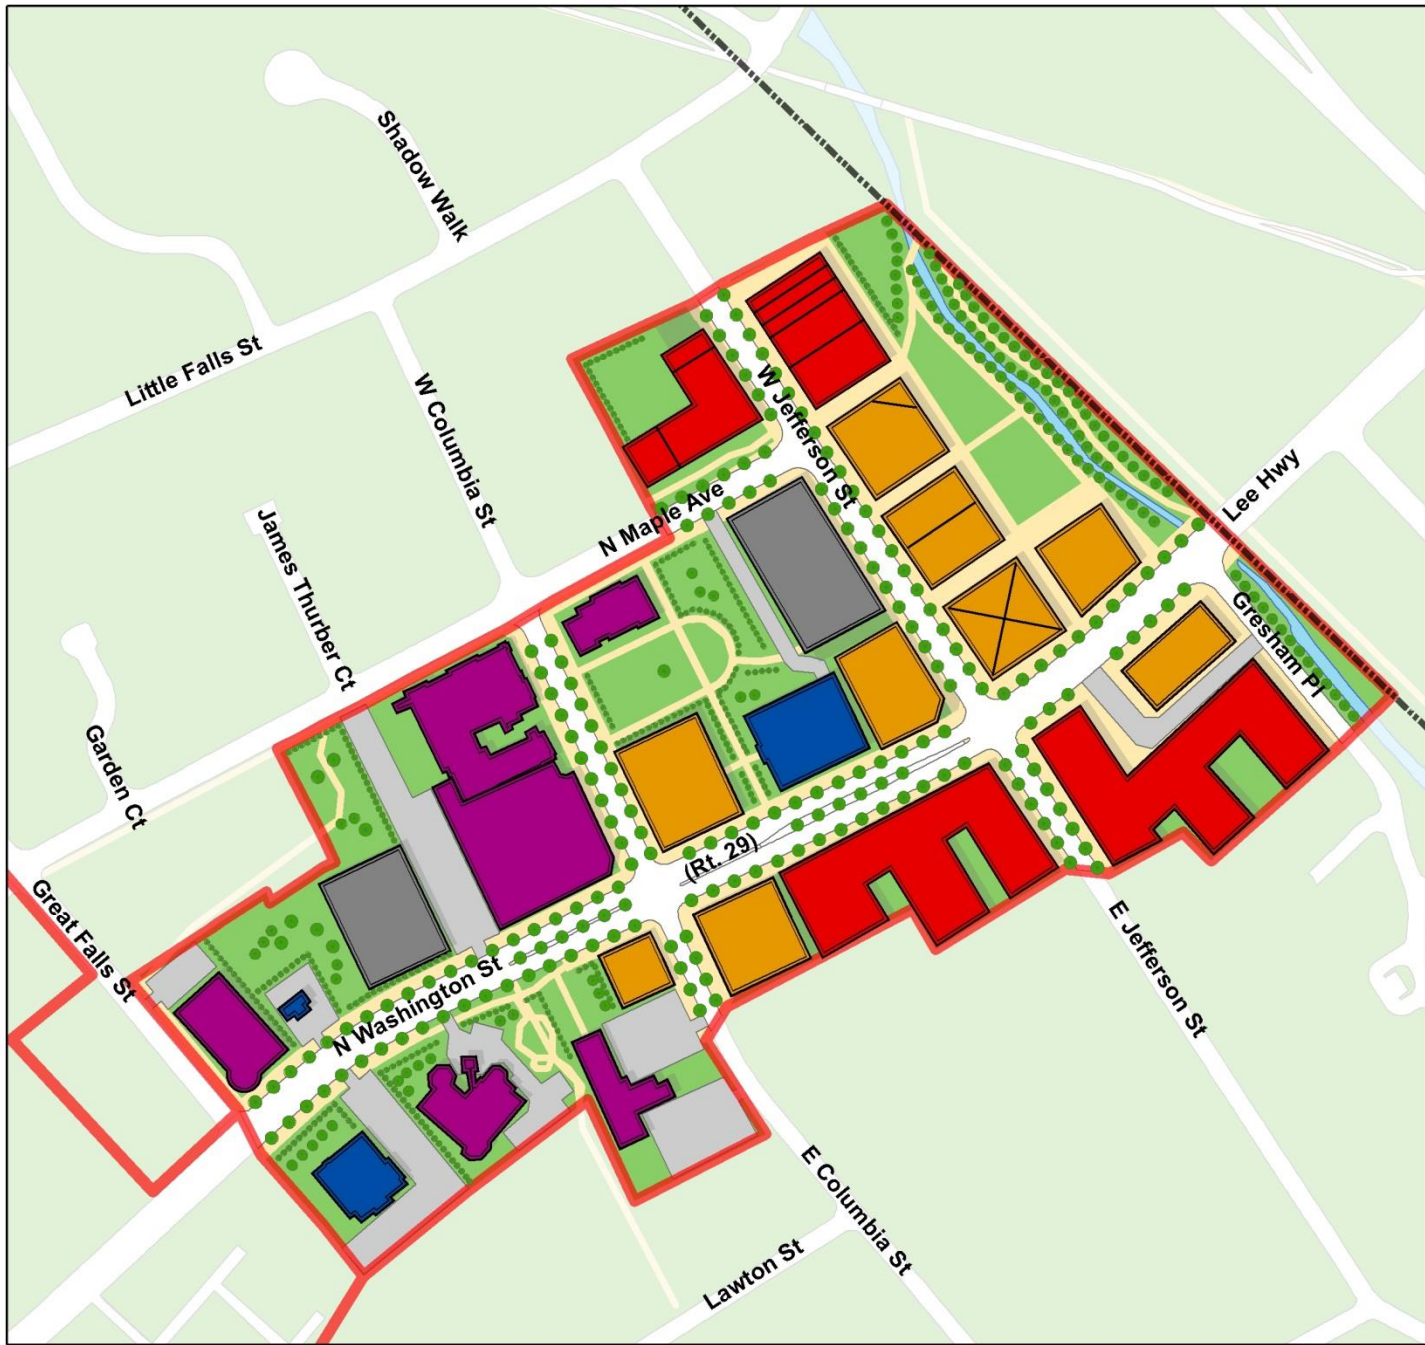 Shadow Walk
Little Falls St
W Columbia St
W Jefferson St
Lee Hwy
N Maple Ave
James Thurber Ct
Gresham Pl
Garden Ct
(Rt. 29)
Great Falls St
N Washington St
E Jefferson St
E Columbia St
Lawton St